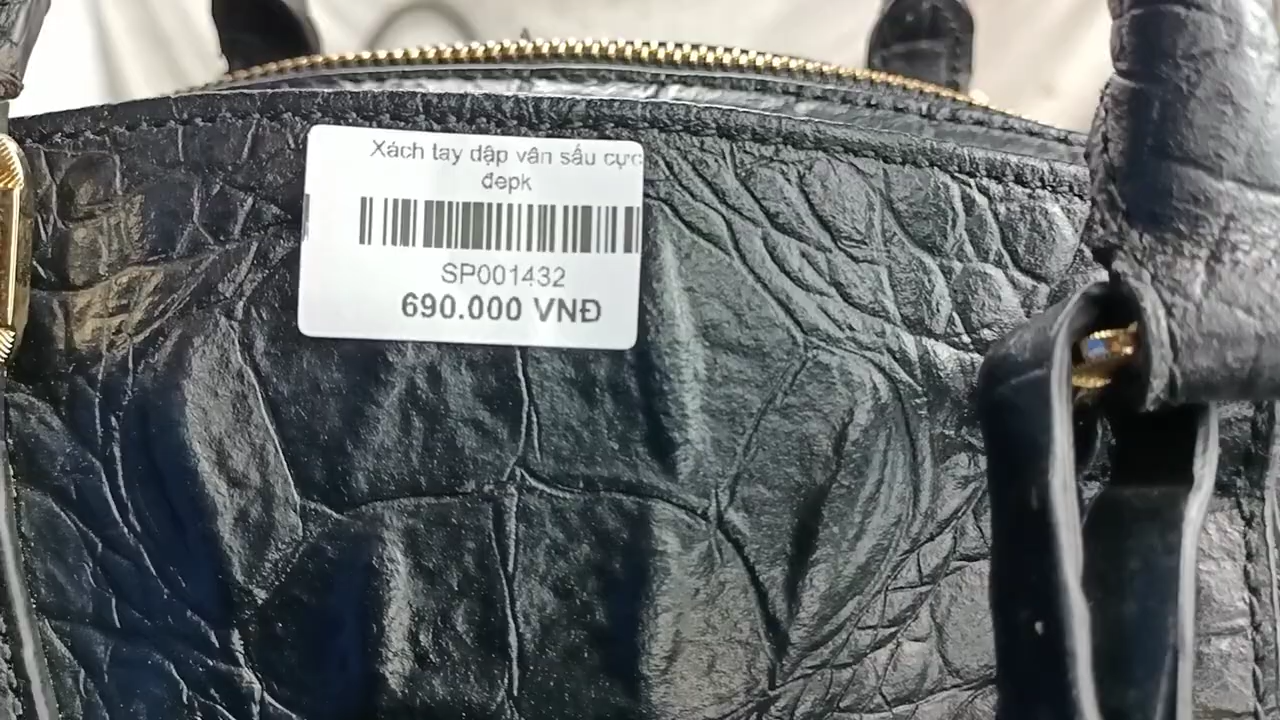 Xách tay dập vân sấu cực
đepk
SP001432
690.000 VNĐ